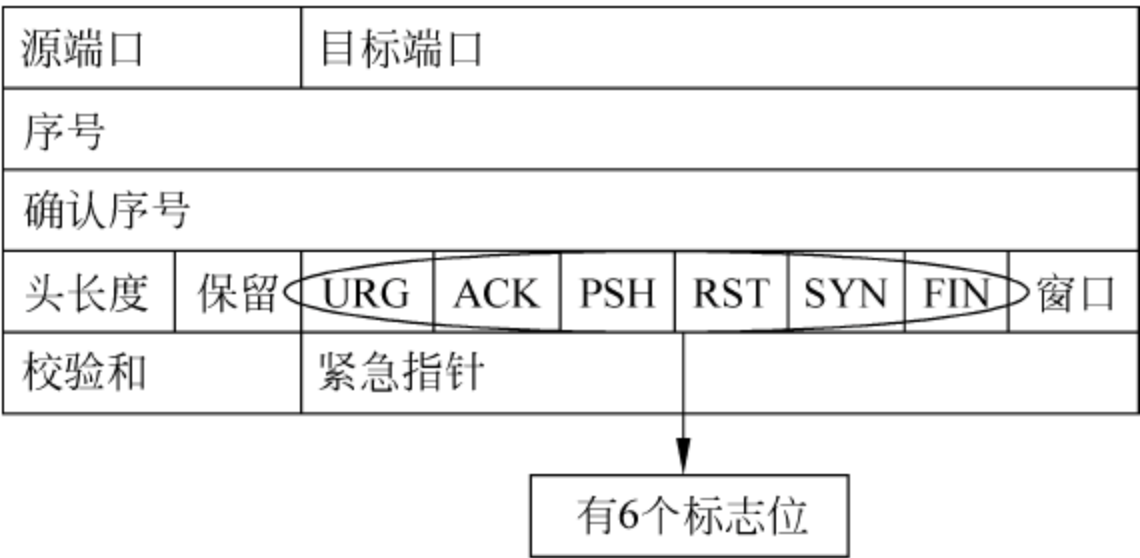 源端口 目标端口
序号
确认序号
头长度 保留 URG ACK PSH RST SYN FIN 窗口
校验和 紧急指针
有6个标志位